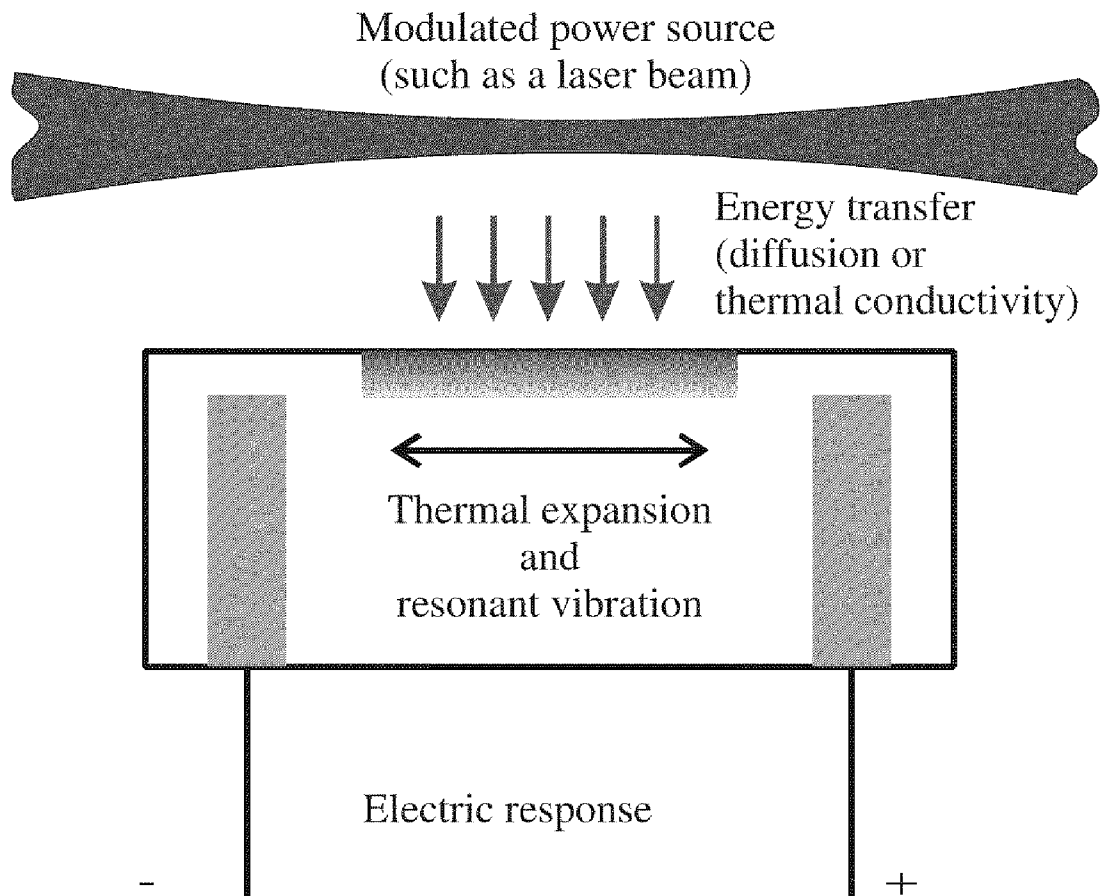 Modulated power source
(such as a laser beam)
Energy transfer
(diffusion or
thermal conductivity)
Thermal expansion
and
resonant vibration
Electric response
- +